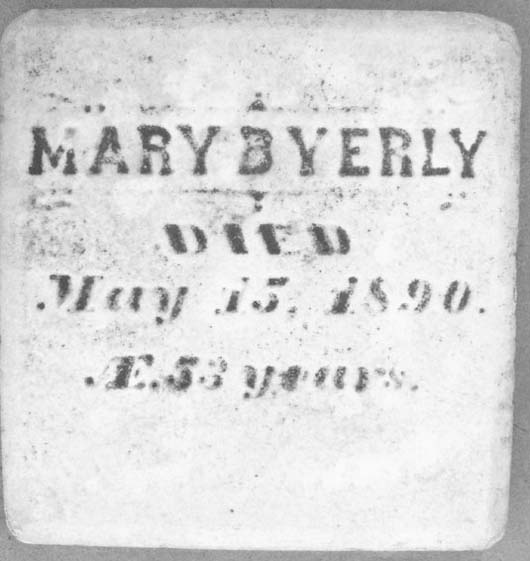 MARY BYERLY
DIED
May 15, 1890.
Æ. 53 years.